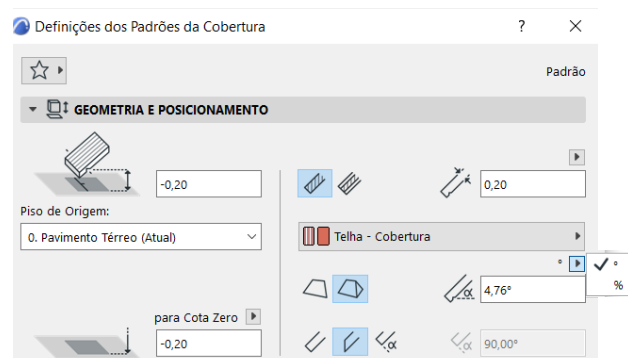 Definições dos Padrões da Cobertura ?
Padrão
GEOMETRIA E POSICIONAMENTO
-0,20
0,20
Piso de Origem:
0. Pavimento Térreo (Atual)
Telha - Cobertura
° °
%
α 4,76°
para Cota Zero
-0,20
α α 90,00°